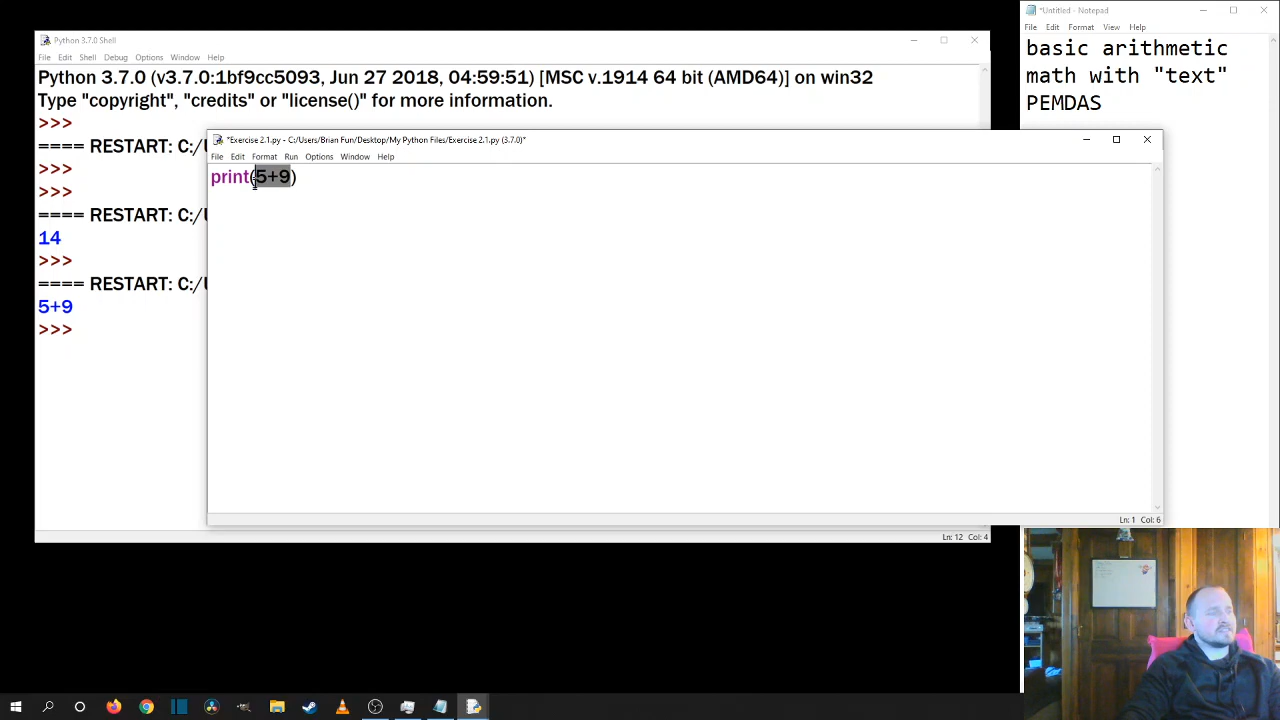 Python 3.7.0 Shell
File Edit Shell Debug Options Window Help
Python 3.7.0 (v3.7.0:1bf9cc5093, Jun 27 2018, 04:59:51) [MSC v.1914 64 bit (AMD64)] on win32
Type "copyright", "credits" or "license()" for more information.
>>>
==== RESTART: C:/U
>>>
>>>
==== RESTART: C:/U
14
>>>
==== RESTART: C:/U
5+9
>>>
Ln: 12 Col: 4
*Exercise 2.1.py - C:/Users/Brian Fun/Desktop/My Python Files/Exercise 2.1.py (3.7.0)*
File Edit Format Run Options Window Help
print(5+9)
Ln: 1 Col: 6
*Untitled - Notepad
File Edit Format View Help
basic arithmetic
math with "text"
PEMDAS